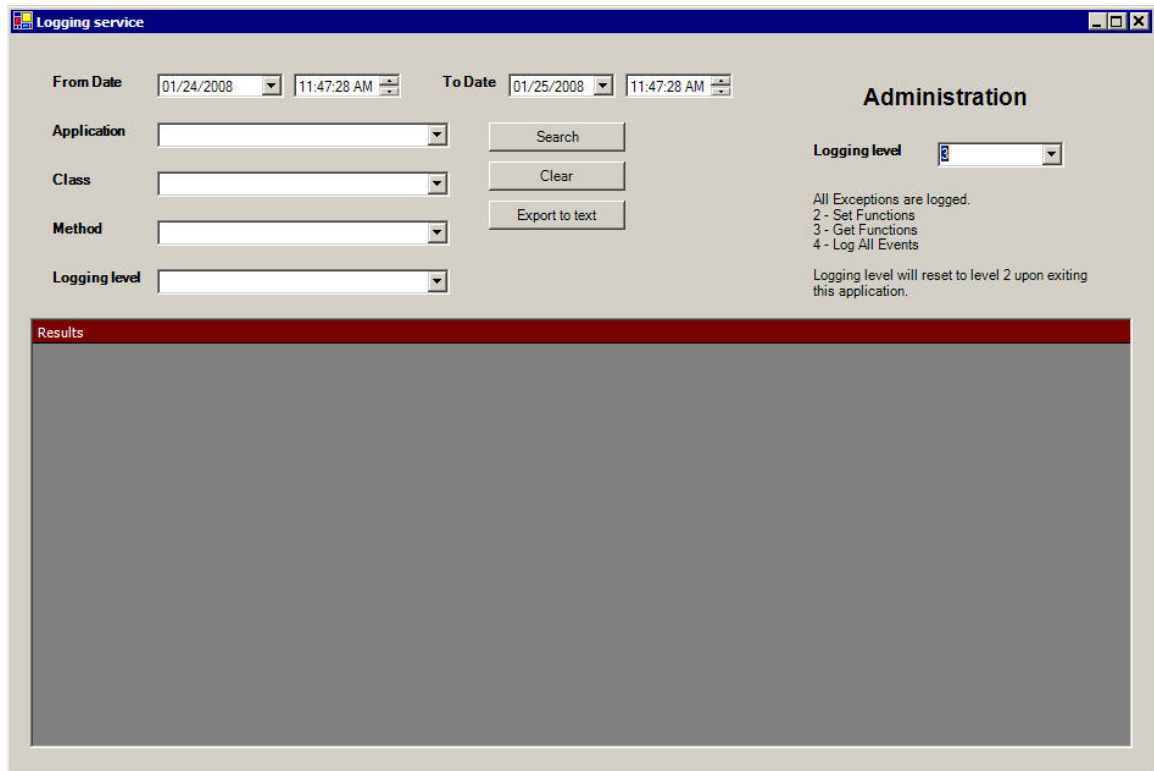 Logging service
From Date 01/24/2008 11:47:28 AM To Date 01/25/2008 11:47:28 AM
Administration
Application
Search
Logging level 3
Class
Clear
All Exceptions are logged.
2 - Set Functions
3 - Get Functions
4 - Log All Events
Method
Export to text
Logging level
Logging level will reset to level 2 upon exiting
this application.
Results